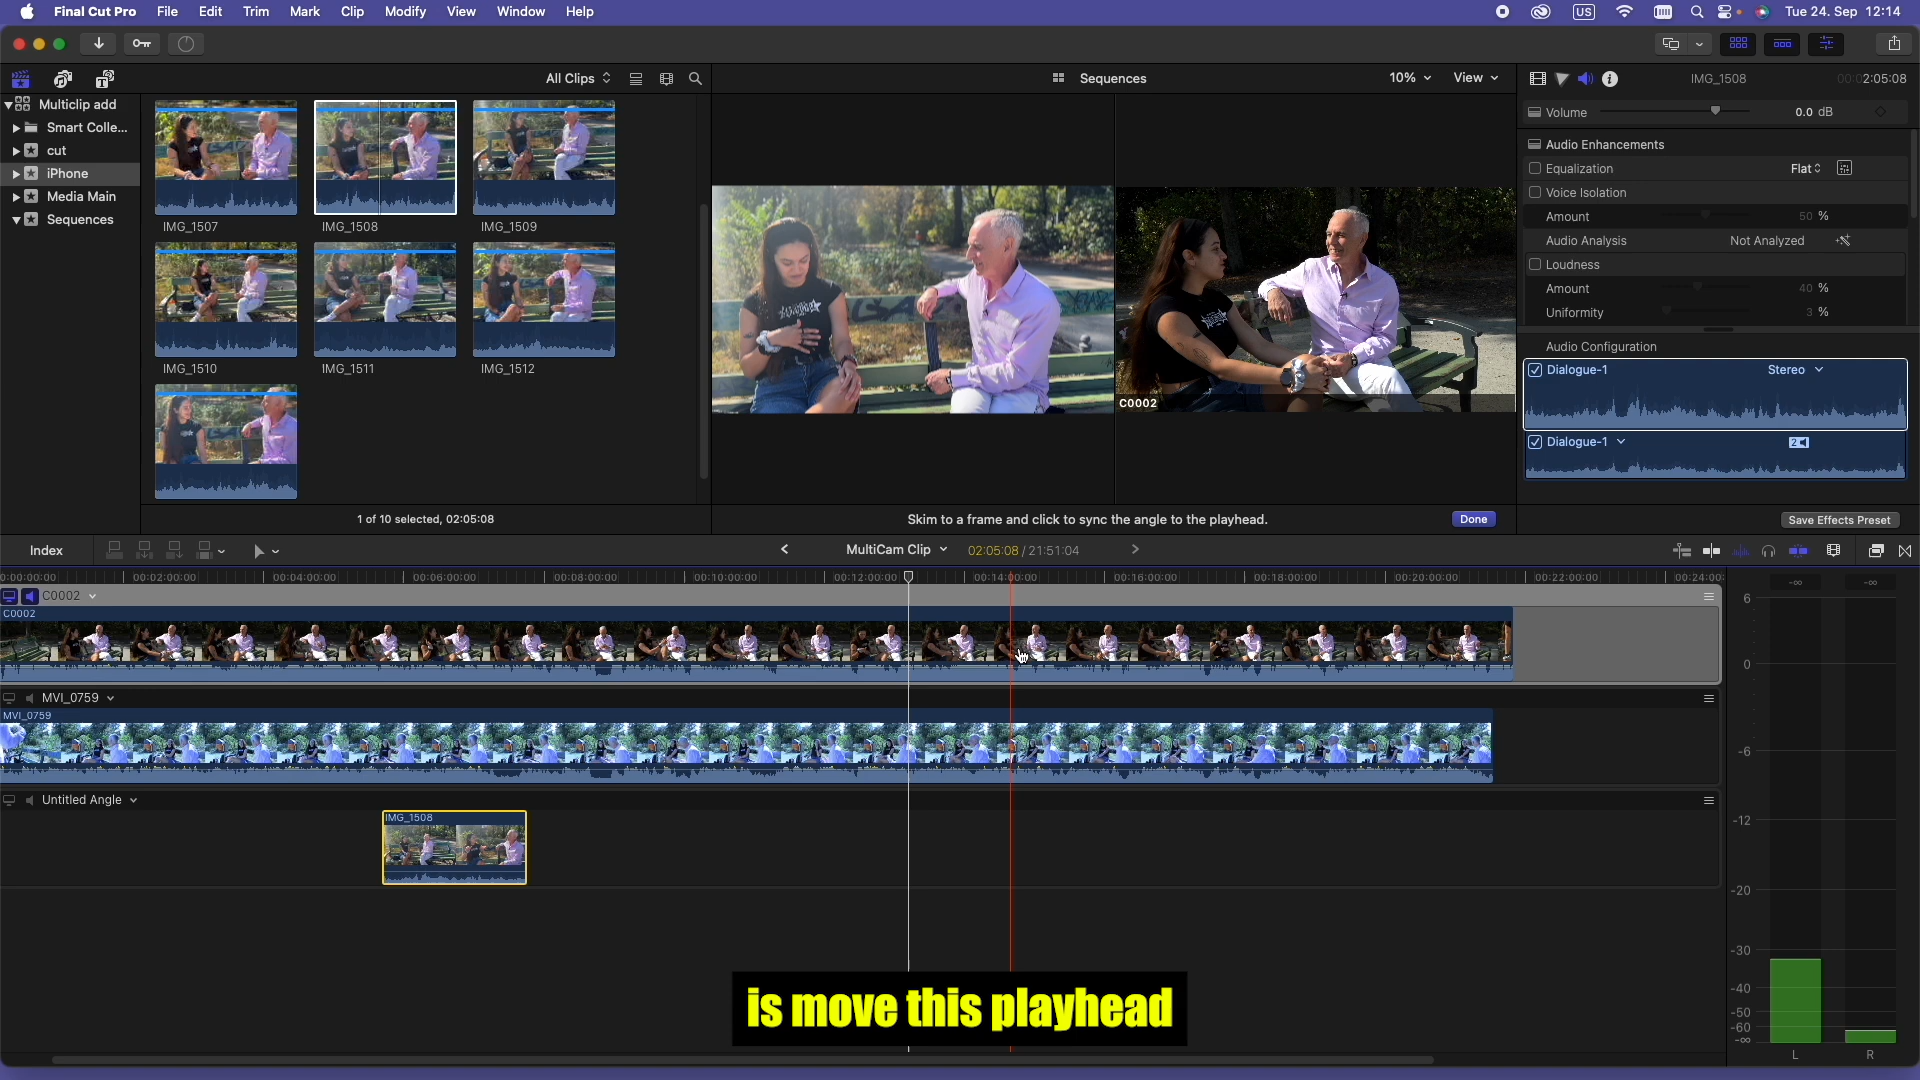 Final Cut Pro File Edit Trim Mark Clip Modify View Window Help US Tue 24. Sep 12:14
All Clips Sequences 10% View IMG_1508 00:02:05:08
Multiclip add
Smart Colle...
cut
iPhone
Media Main
Sequences
IMG_1507 IMG_1508 IMG_1509
IMG_1510 IMG_1511 IMG_1512
1 of 10 selected, 02:05:08
C0002
Skim to a frame and click to sync the angle to the playhead. Done
Volume 0.0 dB
Audio Enhancements
Equalization Flat
Voice Isolation
Amount 50 %
Audio Analysis Not Analyzed
Loudness
Amount 40 %
Uniformity 3 %
Audio Configuration
Dialogue-1 Stereo
Dialogue-1 2
Save Effects Preset
Index MultiCam Clip 02:05:08 / 21:51:04
0:00:00:00 00:02:00:00 00:04:00:00 00:06:00:00 00:08:00:00 00:10:00:00 00:12:00:00 00:14:00:00 00:16:00:00 00:18:00:00 00:20:00:00 00:22:00:00 00:24:00:
C0002
C0002
MVI_0759
MVI_0759
Untitled Angle
IMG_1508
-∞ -∞
6
0
-6
-12
-20
-30
-40
-50
-60
-∞
L R
is move this playhead